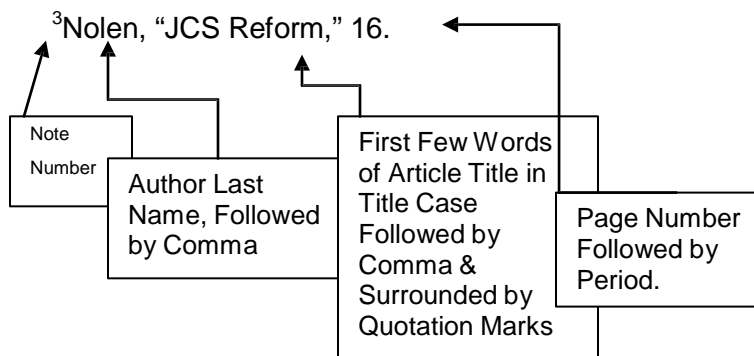 ³Nolen, “JCS Reform,” 16.
Note
Number
Author Last
Name, Followed
by Comma
First Few Words
of Article Title in
Title Case
Followed by
Comma &
Surrounded by
Quotation Marks
Page Number
Followed by
Period.